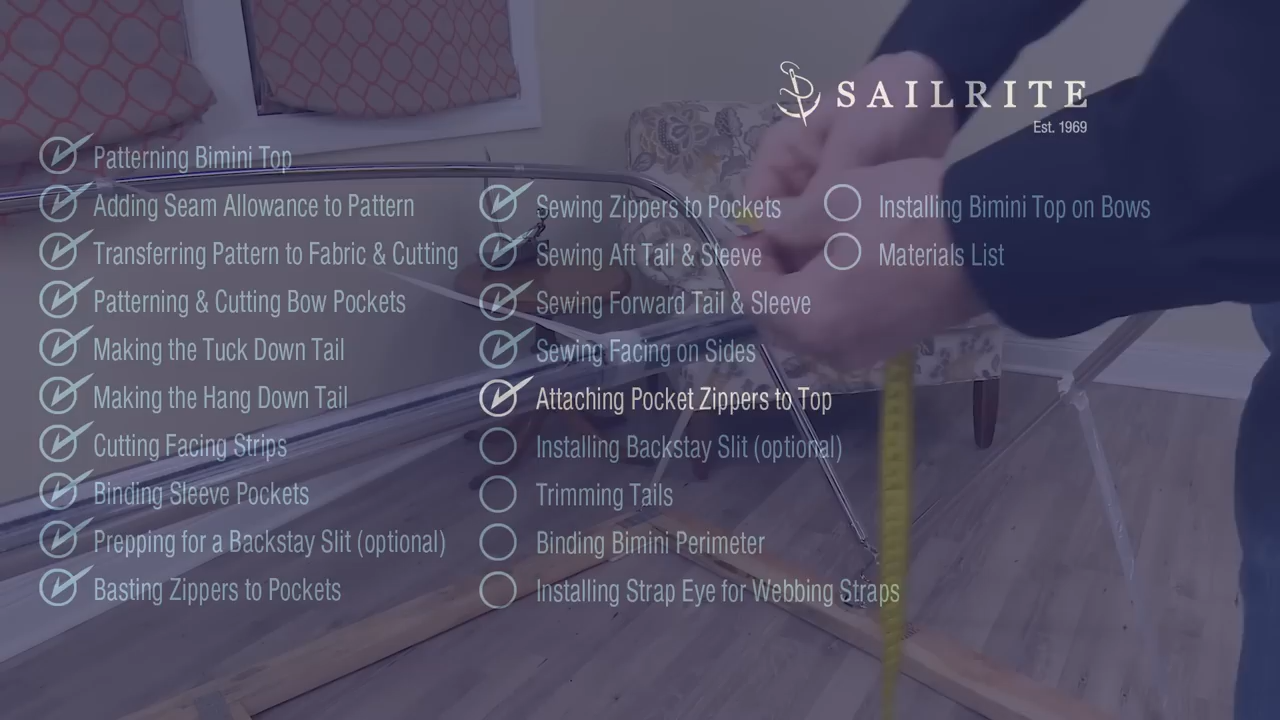 SAILRITE
Est. 1969
Patterning Bimini Top
Adding Seam Allowance to Pattern
Transferring Pattern to Fabric & Cutting
Patterning & Cutting Bow Pockets
Making the Tuck Down Tail
Making the Hang Down Tail
Cutting Facing Strips
Binding Sleeve Pockets
Prepping for a Backstay Slit (optional)
Basting Zippers to Pockets
Sewing Zippers to Pockets
Sewing Aft Tail & Sleeve
Sewing Forward Tail & Sleeve
Sewing Facing on Sides
Attaching Pocket Zippers to Top
Installing Backstay Slit (optional)
Trimming Tails
Binding Bimini Perimeter
Installing Strap Eye for Webbing Straps
Installing Bimini Top on Bows
Materials List